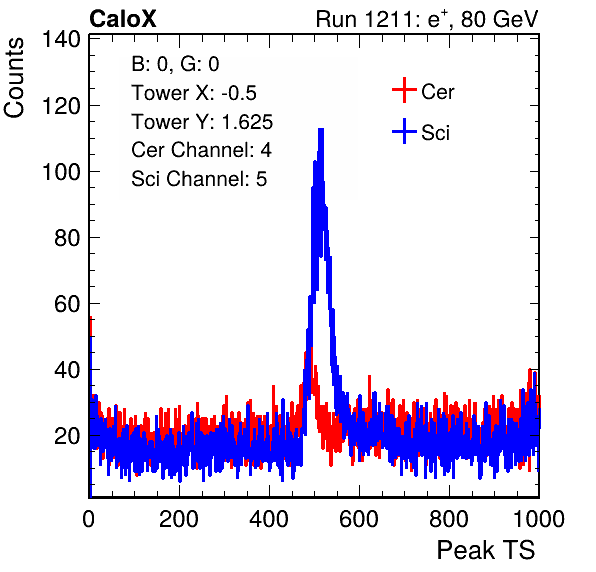 CaloX Run 1211: e⁺, 80 GeV
Counts
140
120
100
80
60
40
20
B: 0, G: 0
Tower X: -0.5
Tower Y: 1.625
Cer Channel: 4
Sci Channel: 5
Cer
Sci
0 200 400 600 800 1000
Peak TS